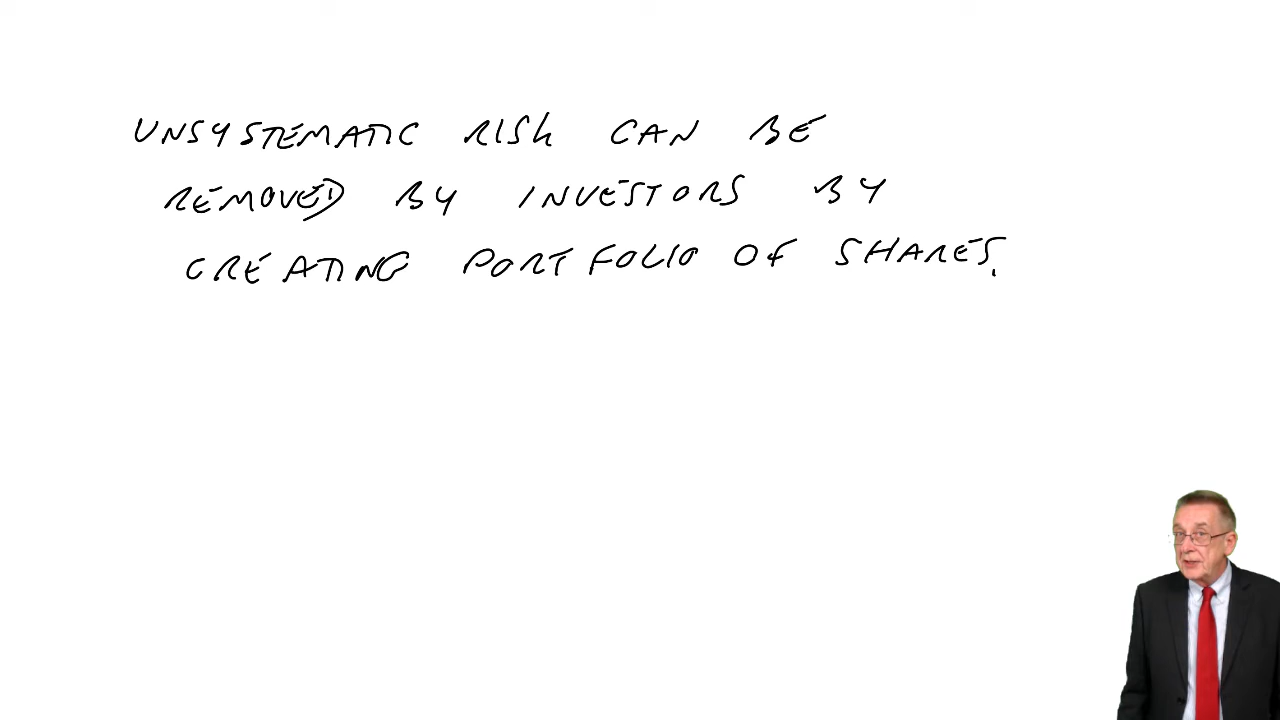 UNSYSTEMATIC RISK CAN BE
REMOVED BY INVESTORS BY
CREATING PORTFOLIO OF SHARES.